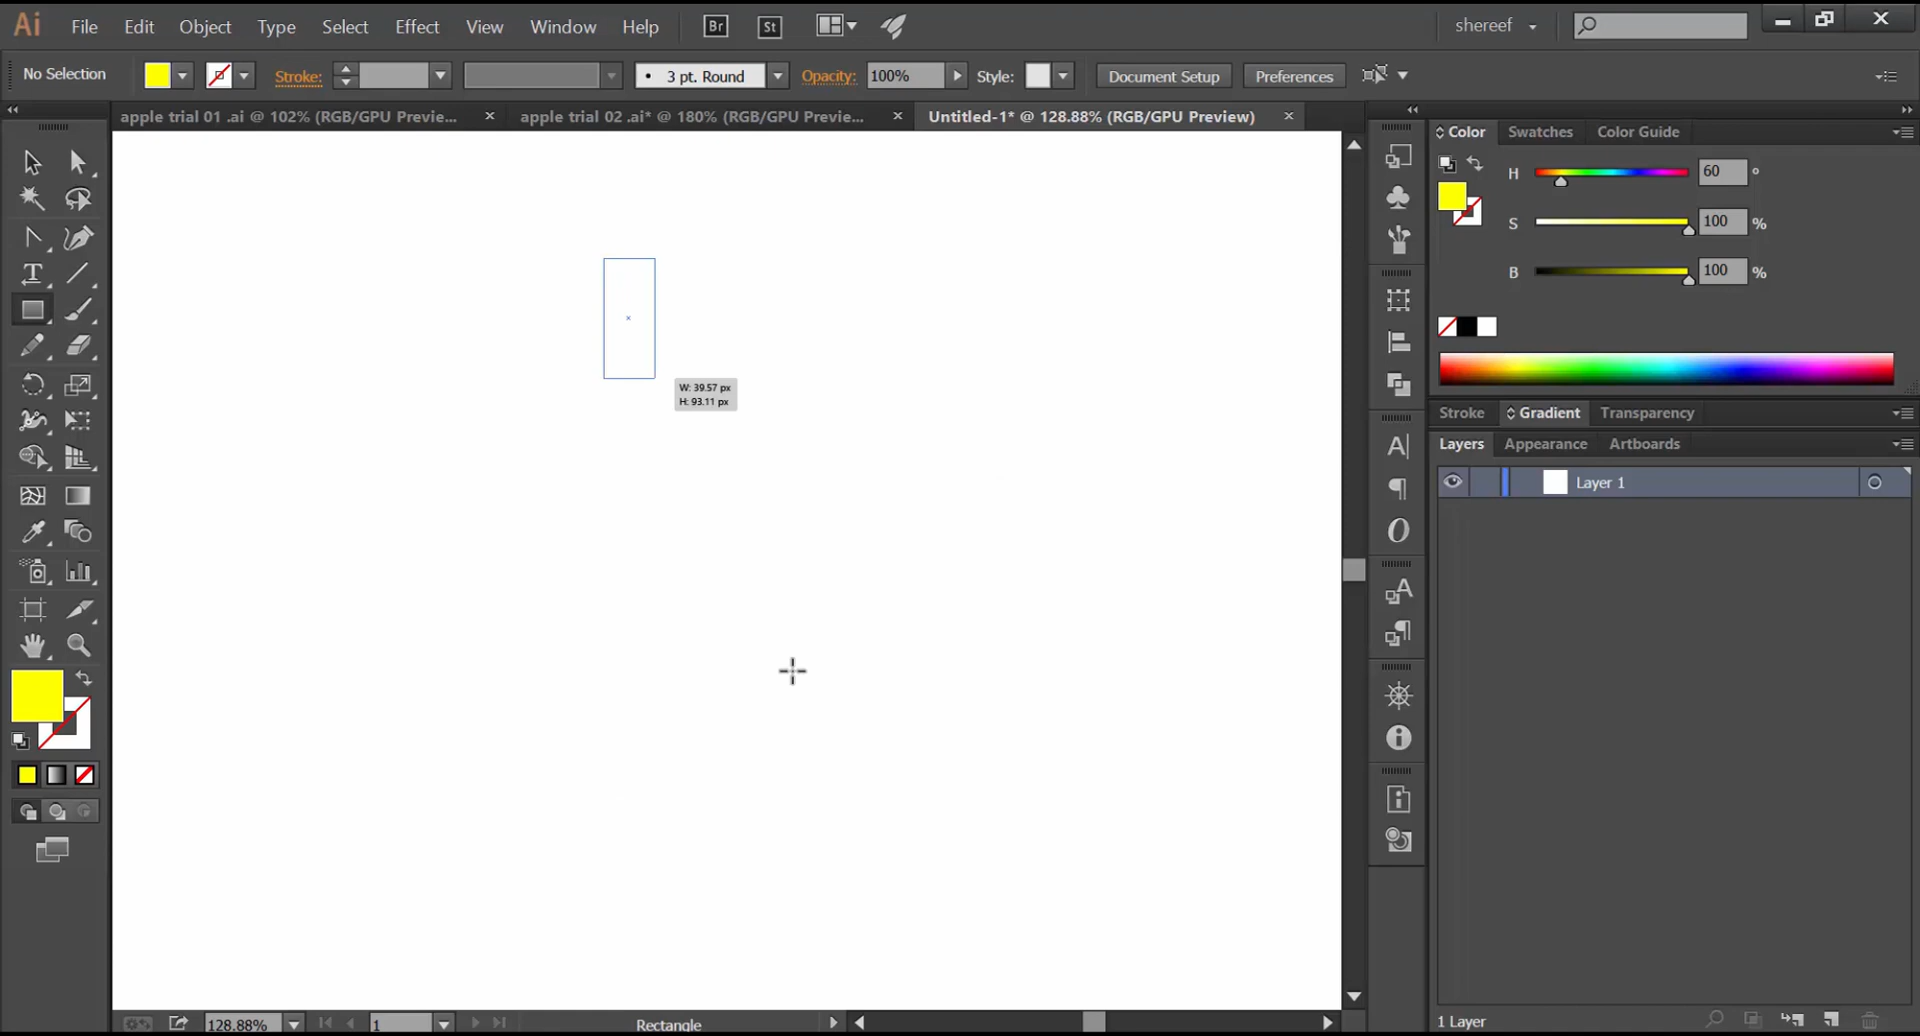 Ai File Edit Object Type Select Effect View Window Help Br St shereef
No Selection Stroke: 3 pt. Round Opacity: 100% Style: Document Setup Preferences
apple trial 01 .ai @ 102% (RGB/GPU Previe... × apple trial 02 .ai* @ 180% (RGB/GPU Previe... × Untitled-1* @ 128.88% (RGB/GPU Preview) ×
Color Swatches Color Guide
H 60 °
S 100 %
B 100 %
W: 39.57 px
H: 93.11 px
Stroke Gradient Transparency
Layers Appearance Artboards
Layer 1
128.88% 1 Rectangle
1 Layer